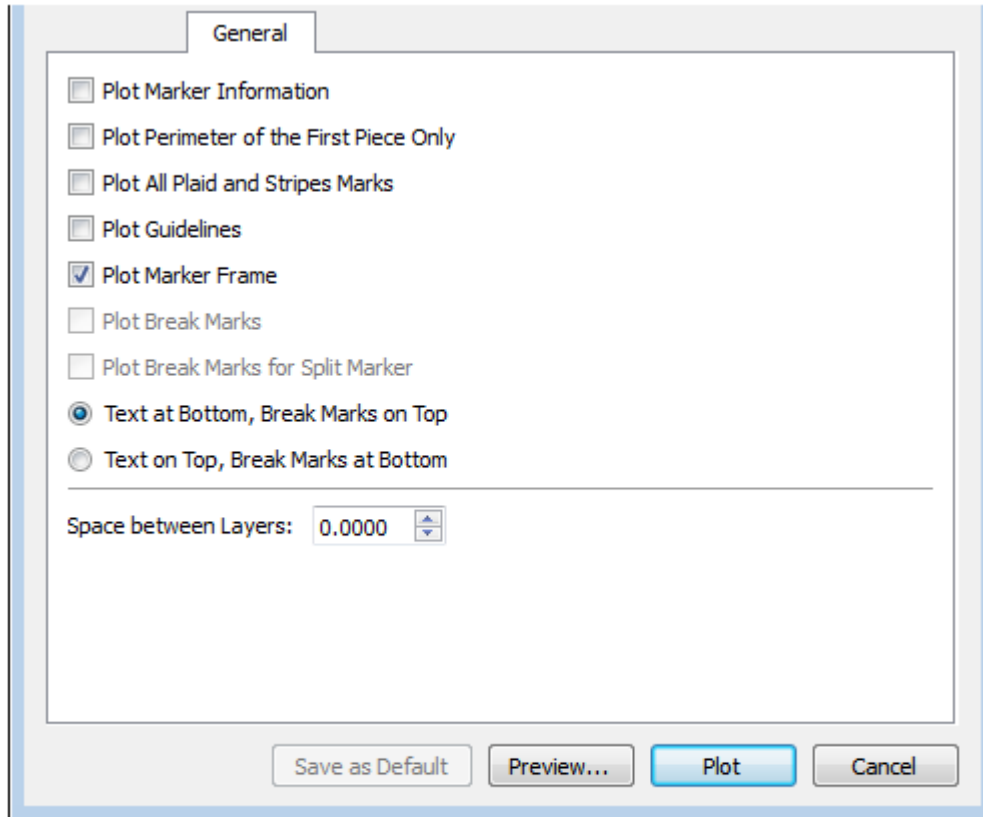 General
Plot Marker Information
Plot Perimeter of the First Piece Only
Plot All Plaid and Stripes Marks
Plot Guidelines
Plot Marker Frame
Plot Break Marks
Plot Break Marks for Split Marker
Text at Bottom, Break Marks on Top
Text on Top, Break Marks at Bottom
Space between Layers: 0.0000
Save as Default Preview... Plot Cancel